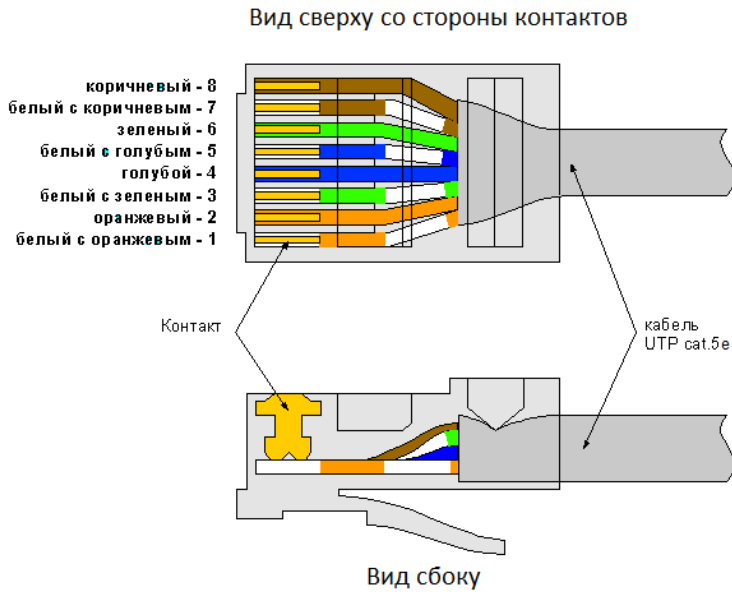 Вид сверху со стороны контактов
коричневый - 8
белый с коричневым - 7
зеленый - 6
белый с голубым - 5
голубой - 4
белый с зеленым - 3
оранжевый - 2
белый с оранжевым - 1
Контакт
кабель
UTP cat.5e
Вид сбоку